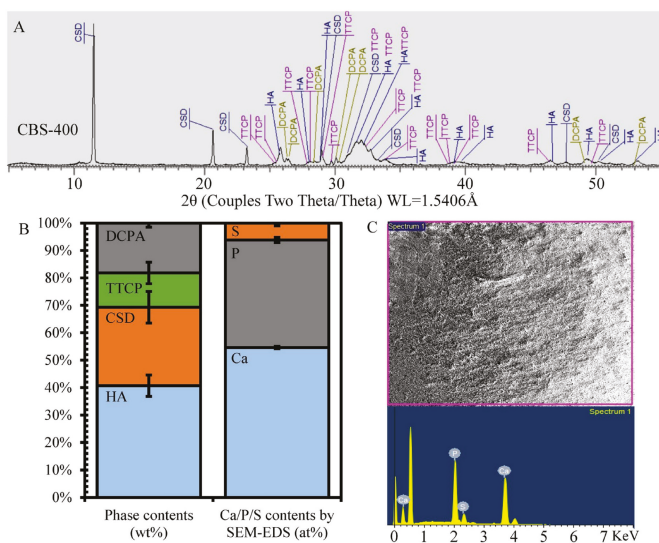 A
CSD
CBS-400
CSD
CSD
TTCP
TTCP
HA
DCPA
DCPA
TTCP
HA
TTCP
DCPA
HA
CSD
TTCP
TTCP
DCPA
DCPA
CSD TTCP
HA TTCP
HATTCP
TTCP
HA TTCP
CSD
HA
TTCP
TTCP
HA
HA
TTCP
HA
CSD
DCPA
HA
TTCP
CSD
HA
DCPA
10 20 30 40 50
2θ (Couples Two Theta/Theta) WL=1.5406Å
B
100%
90%
80%
70%
60%
50%
40%
30%
20%
10%
0%
DCPA
TTCP
CSD
HA
S
P
Ca
Phase contents
(wt%)
Ca/P/S contents by
SEM-EDS (at%)
C
Spectrum 1
Spectrum 1
Ca
P
S
Ca
0 1 2 3 4 5 6 7 KeV